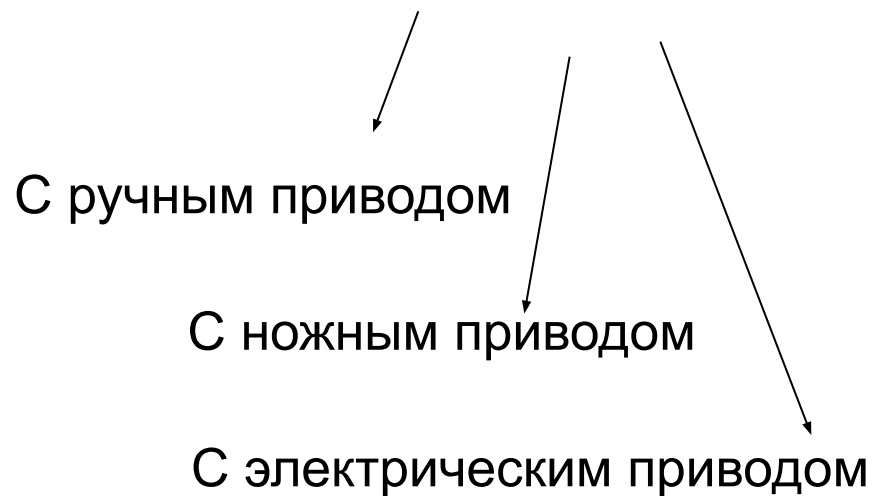 С ручным приводом
С ножным приводом
С электрическим приводом